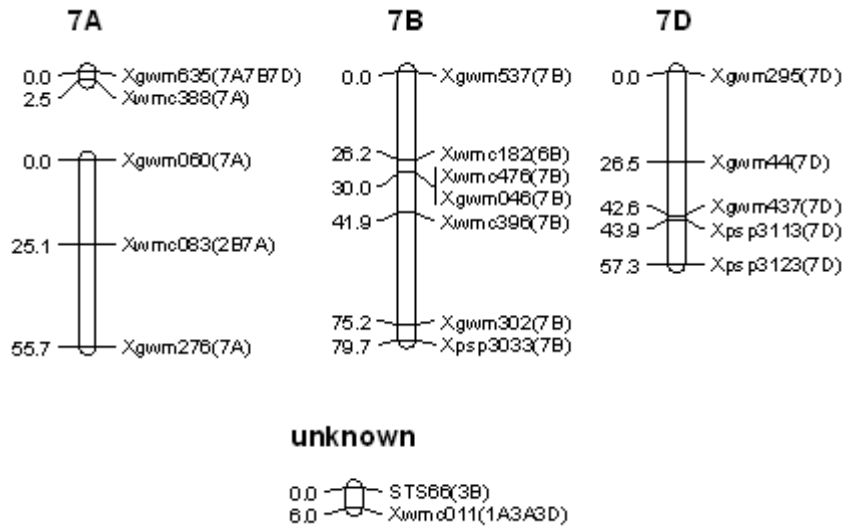 7A
0.0 Xgwm635(7A7B7D)
2.5 Xwmc388(7A)
0.0 Xgwm060(7A)
25.1 Xwmc083(2B7A)
55.7 Xgwm276(7A)
7B
0.0 Xgwm537(7B)
26.2 Xwmc182(6B)
30.0 Xwmc476(7B)
Xgwm046(7B)
41.9 Xwmc396(7B)
75.2 Xgwm302(7B)
79.7 Xpsp3033(7B)
7D
0.0 Xgwm295(7D)
26.5 Xgwm44(7D)
42.6 Xgwm437(7D)
43.9 Xpsp3113(7D)
57.3 Xpsp3123(7D)
unknown
0.0 STS66(3B)
6.0 Xwmc011(1A3A3D)